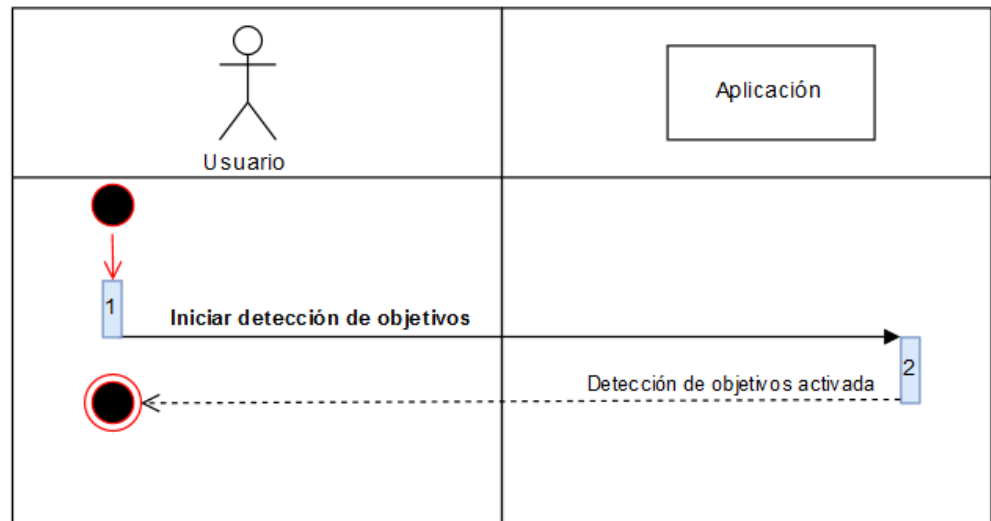 Usuario
Aplicación
1
Iniciar detección de objetivos
2
Detección de objetivos activada